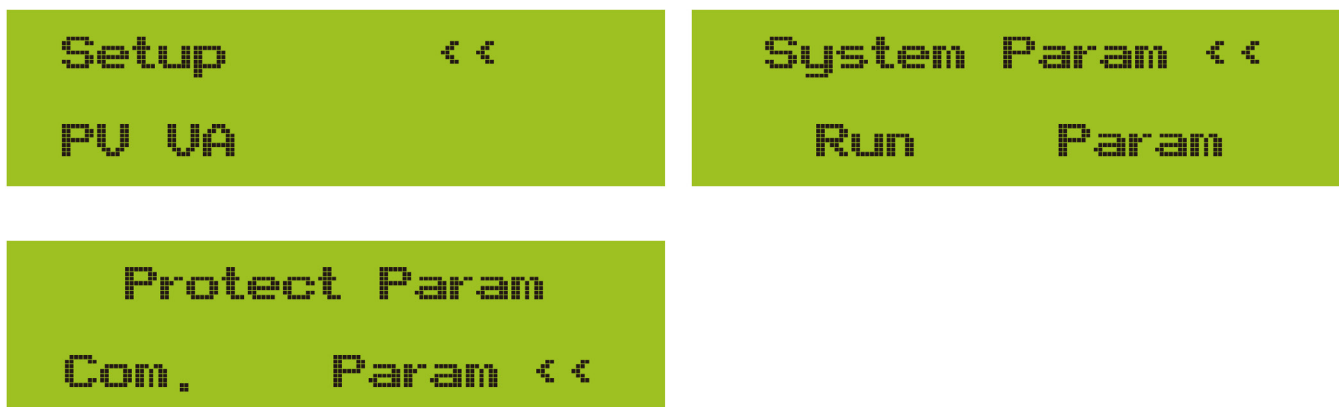 Setup <<
PV VA
System Param <<
Run Param
Protect Param
Com. Param <<